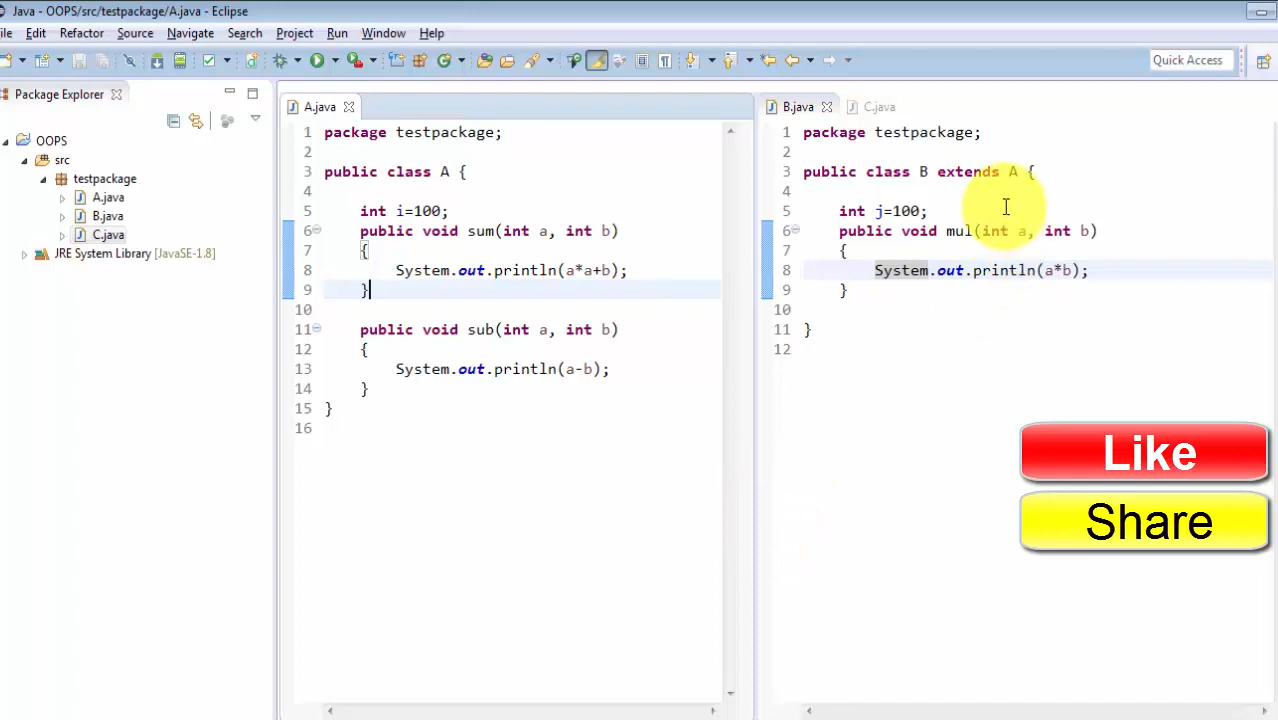 Java - OOPS/src/testpackage/A.java - Eclipse
ile Edit Refactor Source Navigate Search Project Run Window Help
Quick Access
Package Explorer
OOPS
src
testpackage
A.java
B.java
C.java
JRE System Library [JavaSE-1.8]
A.java
1 package testpackage;
2
3 public class A {
4
5 int i=100;
6 public void sum(int a, int b)
7 {
8 System.out.println(a*a+b);
9 }
10
11 public void sub(int a, int b)
12 {
13 System.out.println(a-b);
14 }
15 }
16
B.java C.java
1 package testpackage;
2
3 public class B extends A {
4
5 int j=100;
6 public void mul(int a, int b)
7 {
8 System.out.println(a*b);
9 }
10
11 }
12
Like
Share